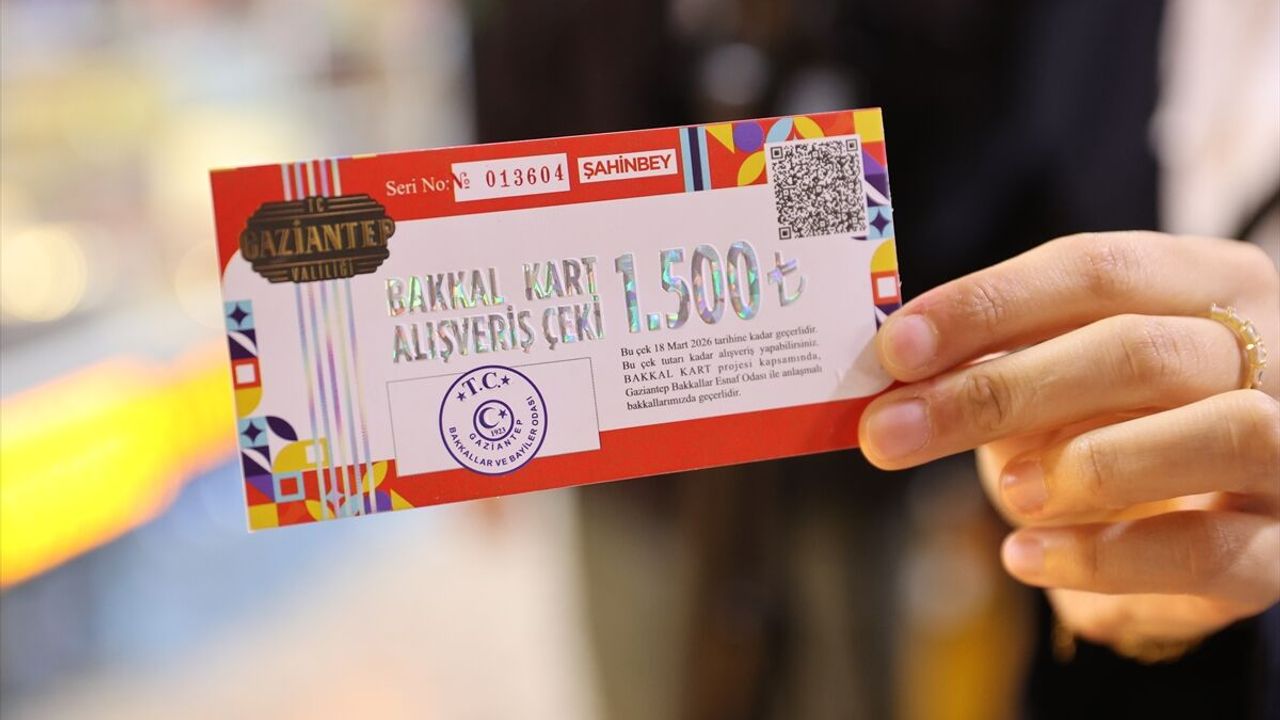 Seri No: № 013604 ŞAHİNBEY
T.C.
GAZİANTEP
VALİLİĞİ
BAKKAL KART
ALIŞVERİŞ ÇEKİ
1.500 ₺
Bu çek 18 Mart 2026 tarihine kadar geçerlidir.
Bu çek tutarı kadar alışveriş yapabilirsiniz.
BAKKAL KART projesi kapsamında,
Gaziantep Bakkallar Esnaf Odası ile anlaşmalı
bakkallarımızda geçerlidir.
T.C.
1923
GAZİANTEP
BAKKALLAR VE BAYİLER ODASI